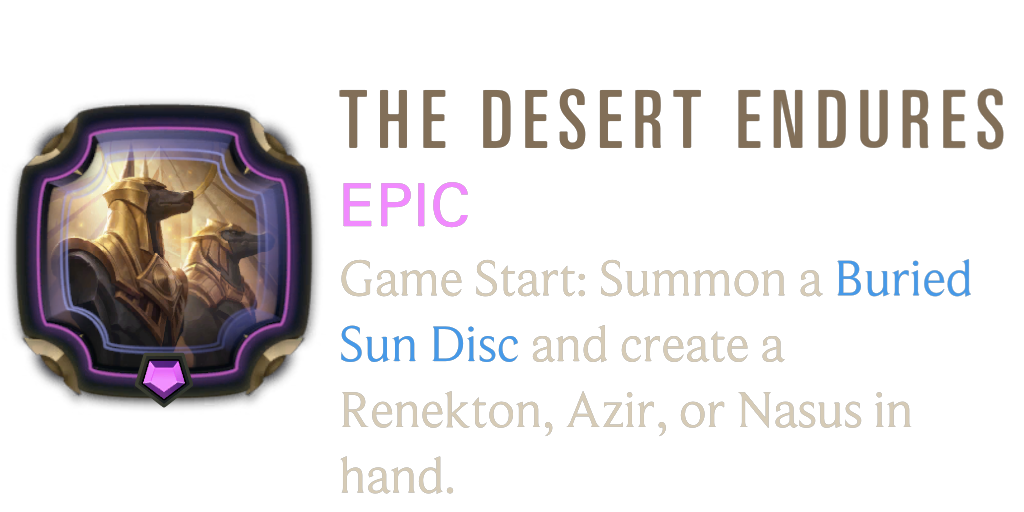 THE DESERT ENDURES
EPIC
Game Start: Summon a Buried
Sun Disc and create a
Renekton, Azir, or Nasus in
hand.